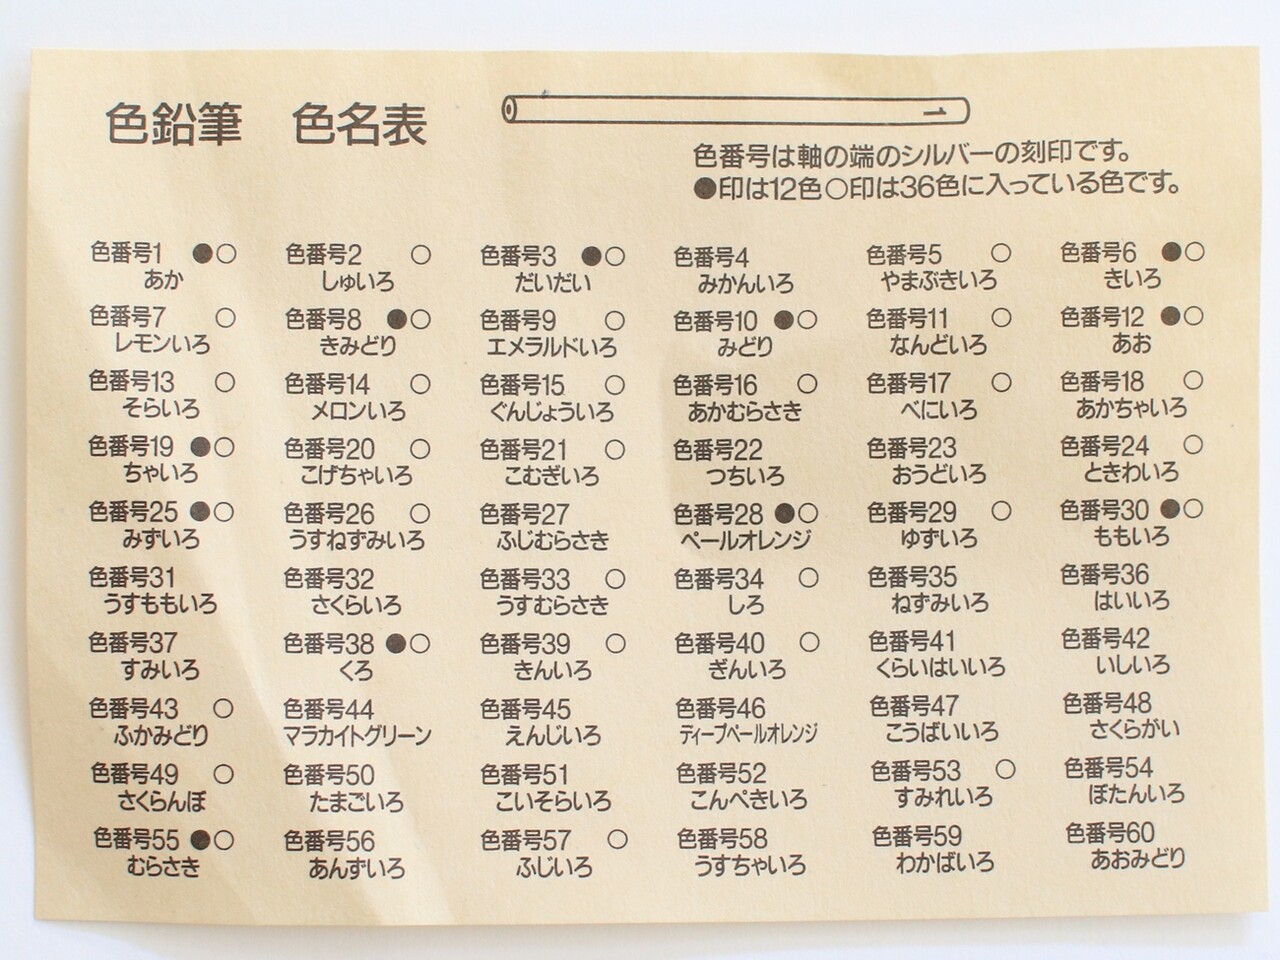 色鉛筆 色名表
1
色番号は軸の端のシルバーの刻印です。
●印は12色○印は36色に入っている色です。
色番号1 ●○ 色番号2 ○ 色番号3 ●○ 色番号4 色番号5 ○ 色番号6 ●○
あか しゅいろ だいだい みかんいろ やまぶきいろ きいろ
色番号7 ○ 色番号8 ●○ 色番号9 ○ 色番号10 ●○ 色番号11 ○ 色番号12 ●○
レモンいろ きみどり エメラルドいろ みどり なんどいろ あお
色番号13 ○ 色番号14 ○ 色番号15 ○ 色番号16 ○ 色番号17 ○ 色番号18 ○
そらいろ メロンいろ ぐんじょういろ あかむらさき べにいろ あかちゃいろ
色番号19 ●○ 色番号20 ○ 色番号21 ○ 色番号22 色番号23 色番号24 ○
ちゃいろ こげちゃいろ こむぎいろ つちいろ おうどいろ ときわいろ
色番号25 ●○ 色番号26 ○ 色番号27 色番号28 ●○ 色番号29 ○ 色番号30 ●○
みずいろ うすねずみいろ ふじむらさき ペールオレンジ ゆずいろ ももいろ
色番号31 色番号32 色番号33 ○ 色番号34 ○ 色番号35 色番号36
うすももいろ さくらいろ うすむらさき しろ ねずみいろ はいいろ
色番号37 色番号38 ●○ 色番号39 ○ 色番号40 ○ 色番号41 色番号42
すみいろ くろ きんいろ ぎんいろ くらいはいいろ いしいろ
色番号43 ○ 色番号44 色番号45 色番号46 色番号47 色番号48
ふかみどり マラカイトグリーン えんじいろ ディープペールオレンジ こうばいいろ さくらがい
色番号49 ○ 色番号50 色番号51 色番号52 色番号53 ○ 色番号54
さくらんぼ たまごいろ こいそらいろ こんぺきいろ すみれいろ ぼたんいろ
色番号55 ●○ 色番号56 色番号57 ○ 色番号58 色番号59 色番号60
むらさき あんずいろ ふじいろ うすちゃいろ わかばいろ あおみどり